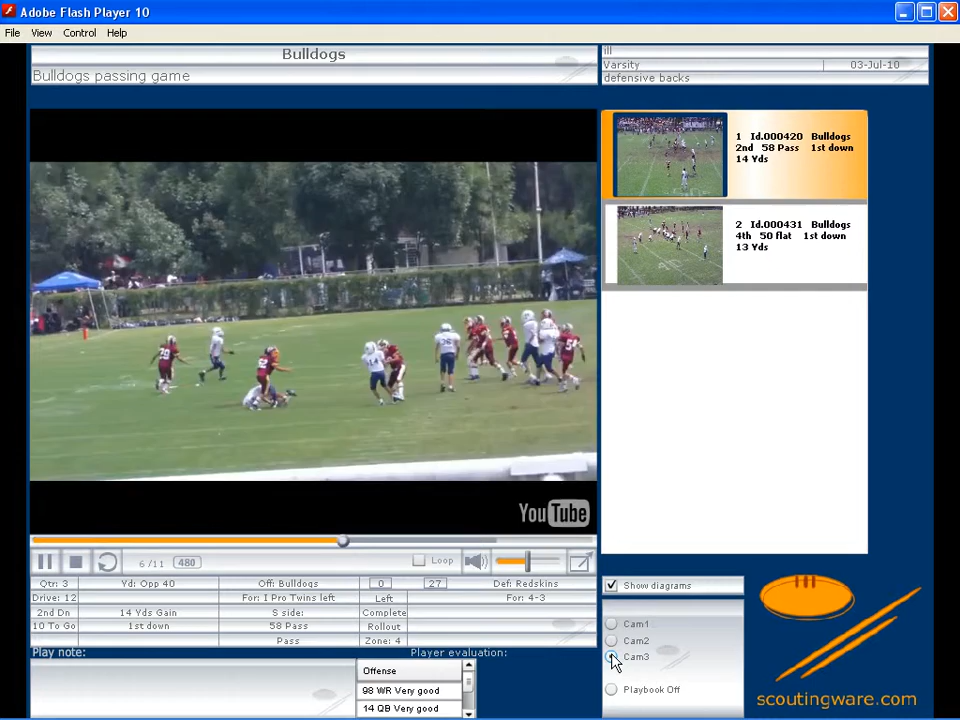 Adobe Flash Player 10
File View Control Help
Bulldogs
Bulldogs passing game
ill
Varsity | 03-Jul-10
defensive backs
1 Id.000420 Bulldogs
2nd 58 Pass 1st down
14 Yds
2 Id.000431 Bulldogs
4th 50 flat 1st down
13 Yds
YouTube
6/11 480 Loop
Qtr: 3 Yd: Opp 40 Off: Bulldogs 0 27 Def: Redskins
Drive: 12 For: I Pro Twins left Left For: 4-3
2nd Dn 14 Yds Gain S side: Complete
10 To Go 1st down 58 Pass Rollout
Pass Zone: 4
Play note: Player evaluation:
Offense
98 WR Very good
14 QB Very good
Show diagrams
Cam1
Cam2
Cam3
Playbook Off
scoutingware.com